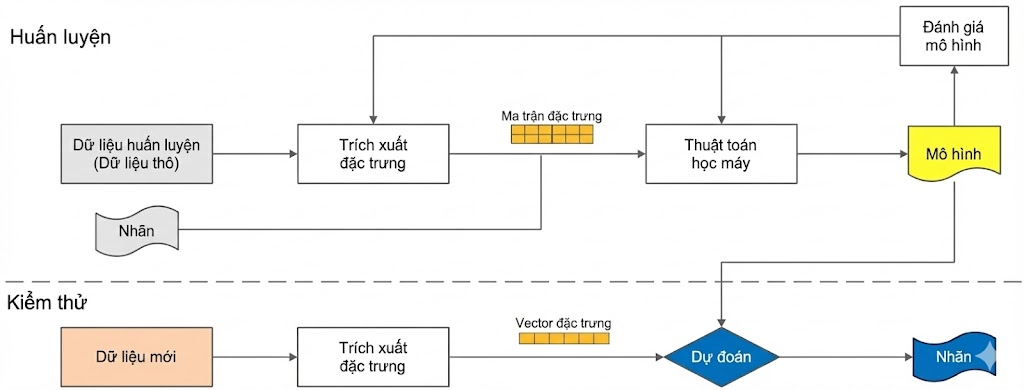 Huấn luyện
Đánh giá
mô hình
Dữ liệu huấn luyện
(Dữ liệu thô)
Trích xuất
đặc trưng
Ma trận đặc trưng
Thuật toán
học máy
Mô hình
Nhãn
Kiểm thử
Dữ liệu mới
Trích xuất
đặc trưng
Vector đặc trưng
Dự đoán
Nhãn